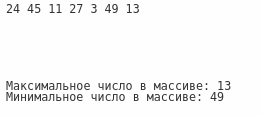 24 45 11 27 3 49 13
Максимальное число в массиве: 13
Минимальное число в массиве: 49